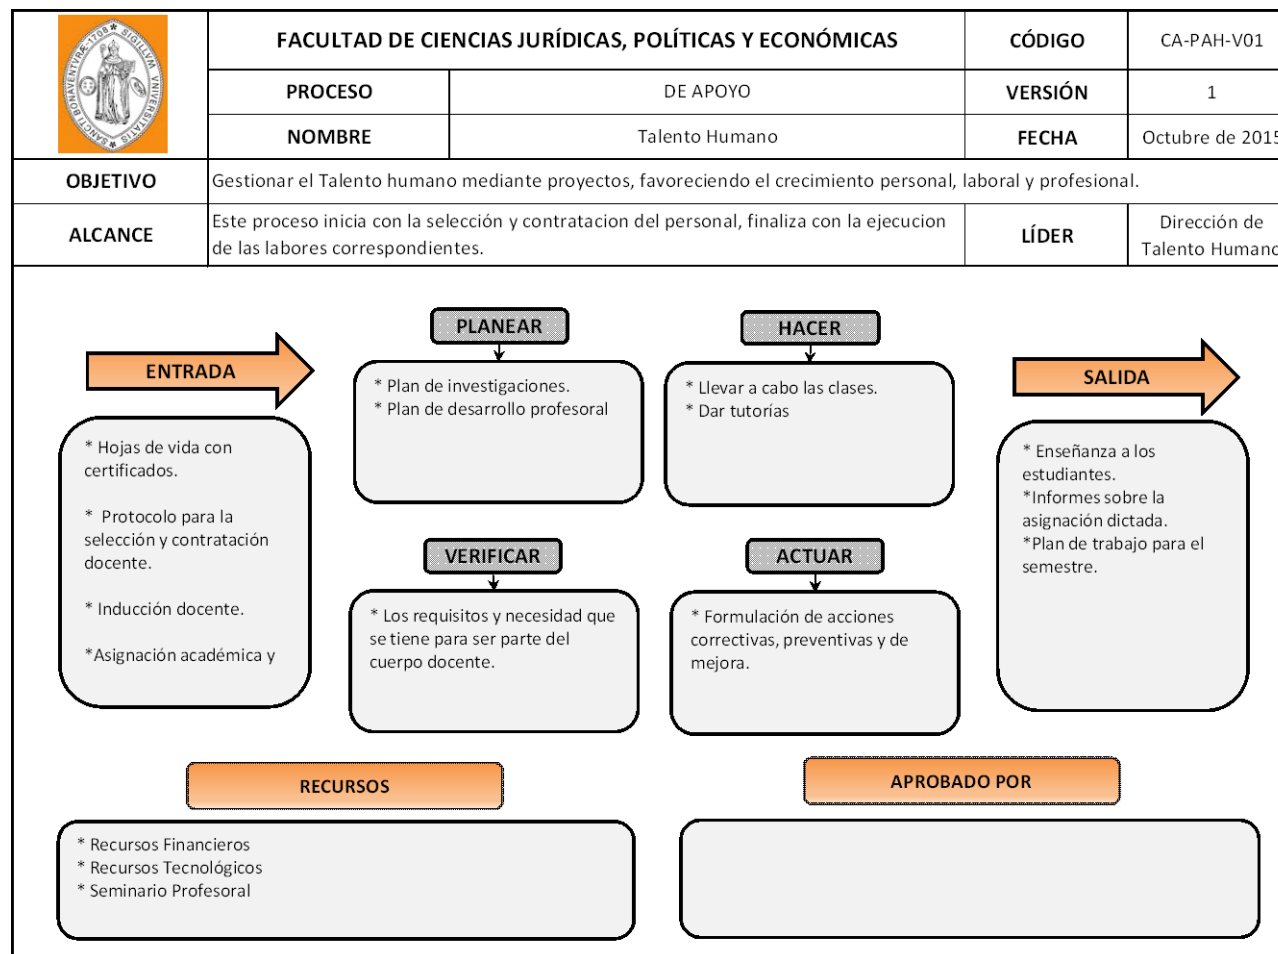 SANCTI BONAVENTVRÆ-1708 SIGILLVM VNIVERSITATIS
FACULTAD DE CIENCIAS JURÍDICAS, POLÍTICAS Y ECONÓMICAS
CÓDIGO
CA-PAH-V01
PROCESO
DE APOYO
VERSIÓN
1
NOMBRE
Talento Humano
FECHA
Octubre de 2015
OBJETIVO
Gestionar el Talento humano mediante proyectos, favoreciendo el crecimiento personal, laboral y profesional.
ALCANCE
Este proceso inicia con la selección y contratacion del personal, finaliza con la ejecucion
de las labores correspondientes.
LÍDER
Dirección de
Talento Humano
ENTRADA
* Hojas de vida con
certificados.
* Protocolo para la
selección y contratación
docente.
* Inducción docente.
*Asignación académica y
PLANEAR
* Plan de investigaciones.
* Plan de desarrollo profesoral
HACER
* Llevar a cabo las clases.
* Dar tutorías
VERIFICAR
* Los requisitos y necesidad que
se tiene para ser parte del
cuerpo docente.
ACTUAR
* Formulación de acciones
correctivas, preventivas y de
mejora.
SALIDA
* Enseñanza a los
estudiantes.
*Informes sobre la
asignación dictada.
*Plan de trabajo para el
semestre.
RECURSOS
* Recursos Financieros
* Recursos Tecnológicos
* Seminario Profesoral
APROBADO POR